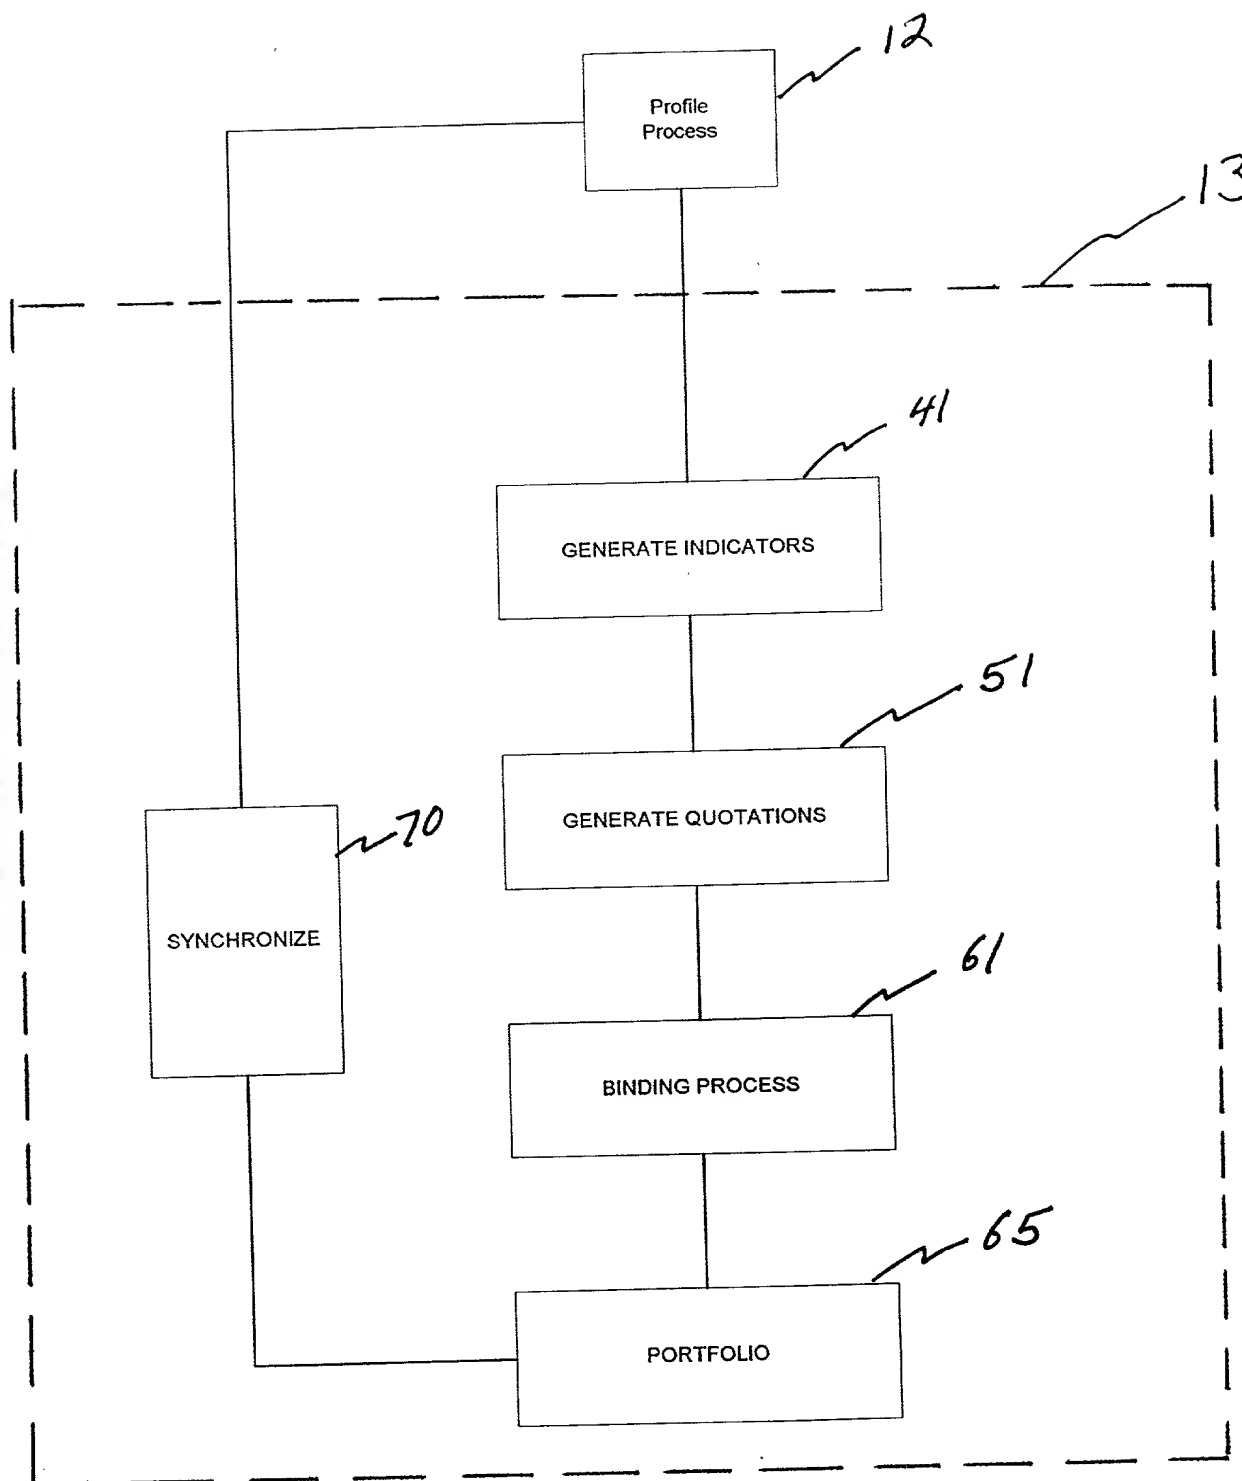 12
Profile
Process
13
41
GENERATE INDICATORS
51
GENERATE QUOTATIONS
70
SYNCHRONIZE
61
BINDING PROCESS
65
PORTFOLIO